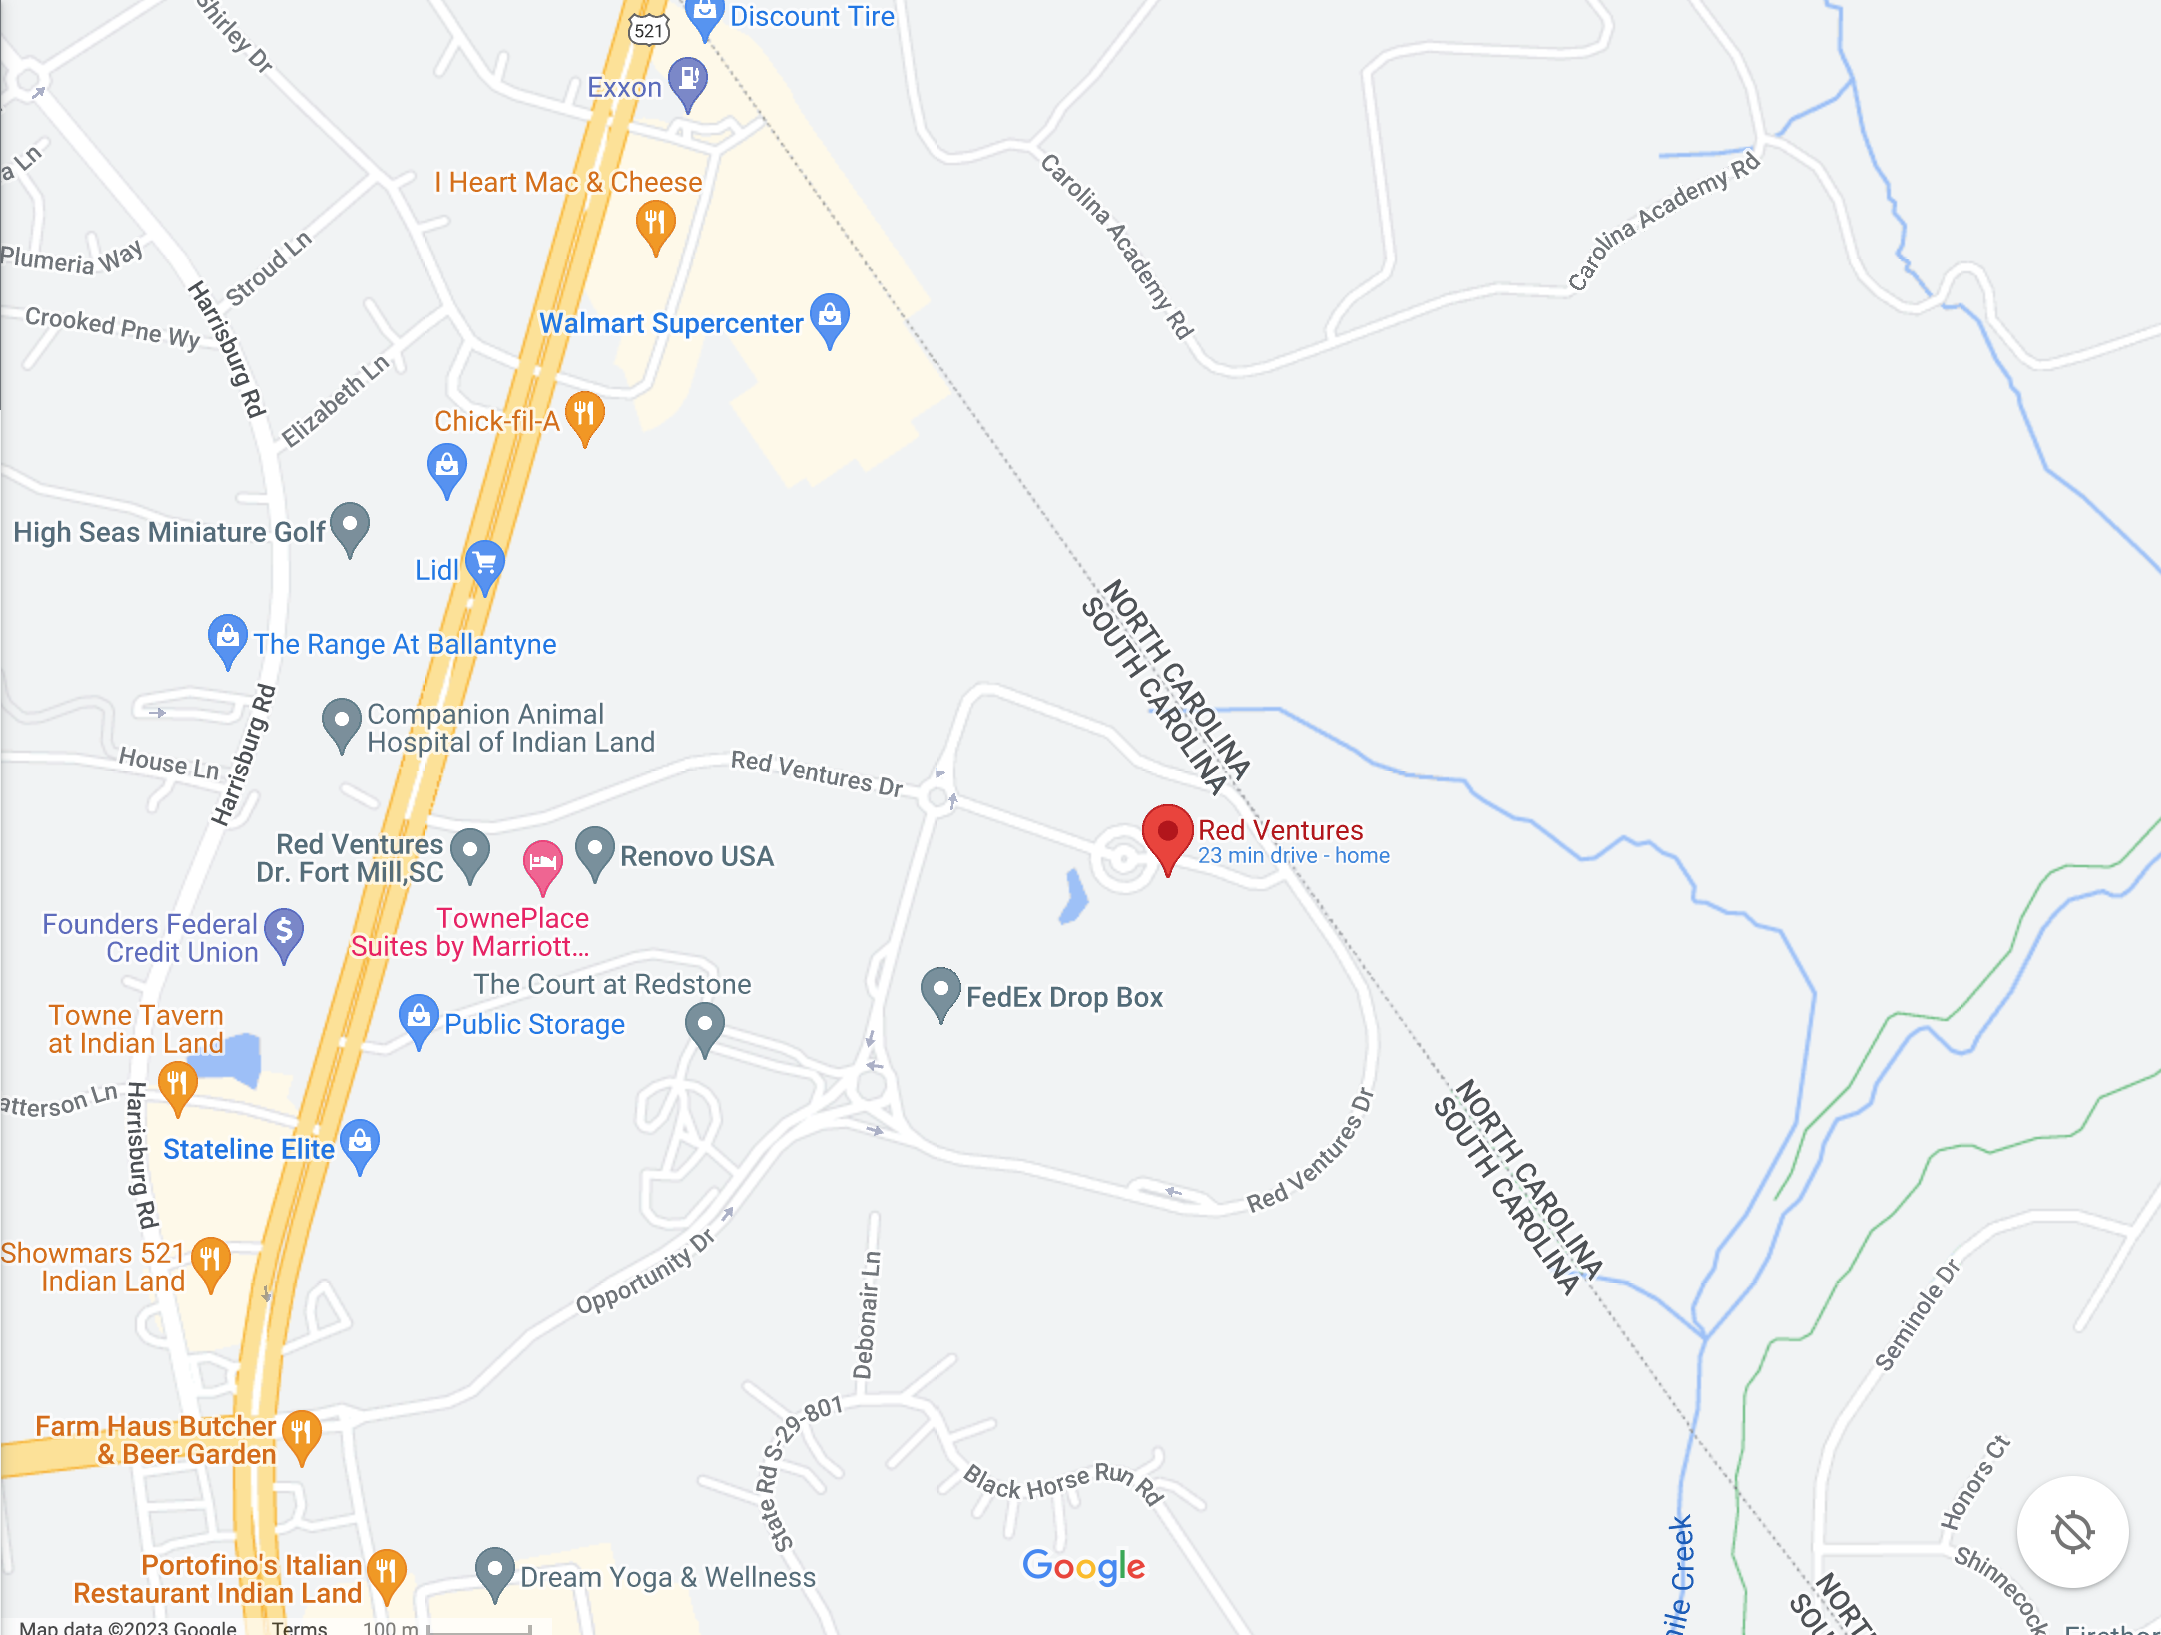 521
Discount Tire
Exxon
Shirley Dr
I Heart Mac & Cheese
Carolina Academy Rd
Carolina Academy Rd
a Ln
Plumeria Way
Stroud Ln
Harrisburg Rd
Crooked Pne Wy
Walmart Supercenter
Elizabeth Ln
Chick-fil-A
High Seas Miniature Golf
Lidl
The Range At Ballantyne
NORTH CAROLINA
SOUTH CAROLINA
Companion Animal
Hospital of Indian Land
House Ln
Harrisburg Rd
Red Ventures Dr
Red Ventures
Dr. Fort Mill,SC
Renovo USA
Red Ventures
23 min drive - home
TownePlace
Suites by Marriott...
Founders Federal
Credit Union
The Court at Redstone
Public Storage
FedEx Drop Box
Towne Tavern
at Indian Land
atterson Ln
Harrisburg Rd
Stateline Elite
Red Ventures Dr
NORTH CAROLINA
SOUTH CAROLINA
Showmars 521
Indian Land
Opportunity Dr
Debonair Ln
Seminole Dr
Farm Haus Butcher
& Beer Garden
State Rd S-29-801
Black Horse Run Rd
Honors Ct
Shinnecock
Portofino's Italian
Restaurant Indian Land
Dream Yoga & Wellness
Google
mile Creek
NORT
SOU
Map data ©2023 Google
Terms
100 m